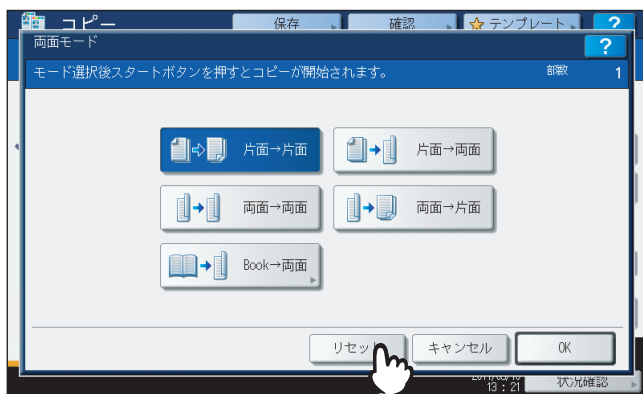 コピー 保存 確認 テンプレート ?
両面モード ?
モード選択後スタートボタンを押すとコピーが開始されます。 部数 1
片面→片面 片面→両面
両面→両面 両面→片面
Book→両面
キャンセル OK
13:21 状況確認